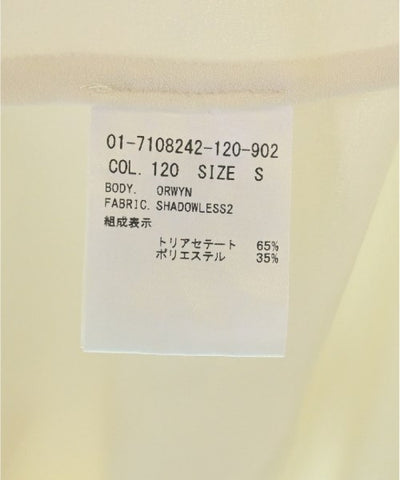 01-7108242-120-902
COL. 120 SIZE S
BODY. ORWYN
FABRIC. SHADOWLESS2
組成表示
トリアセテート 65%
ポリエステル 35%